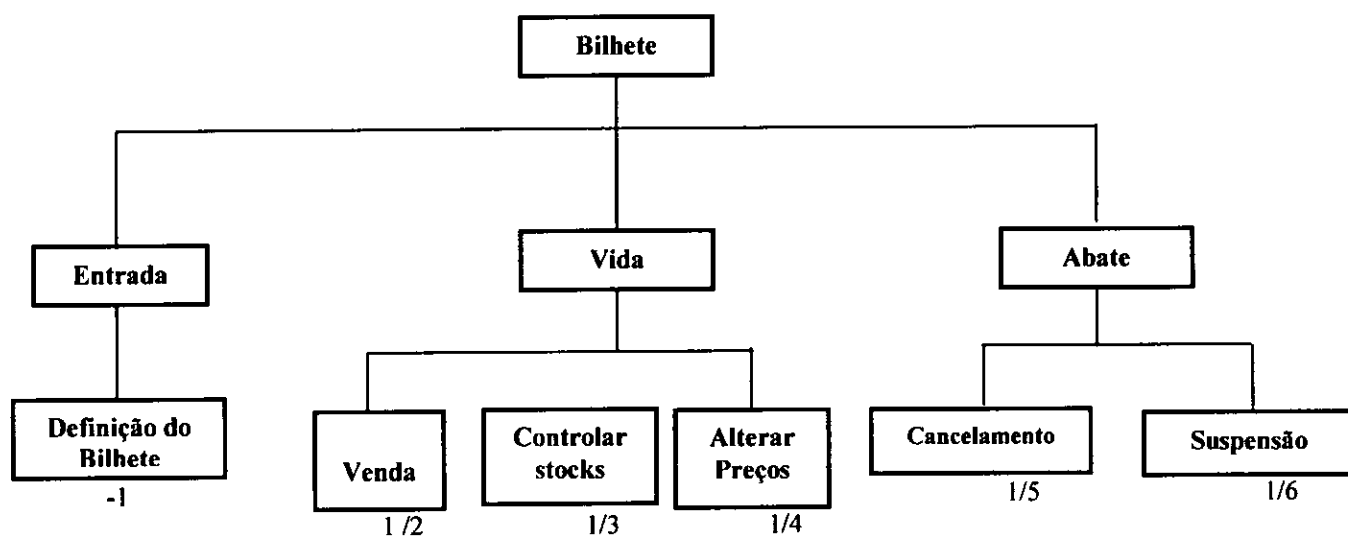 Bilhete
Entrada
Vida
Abate
Definição do
Bilhete
-1
Venda
1 /2
Controlar
stocks
1/3
Alterar
Preços
1/4
Cancelamento
1/5
Suspensão
1/6